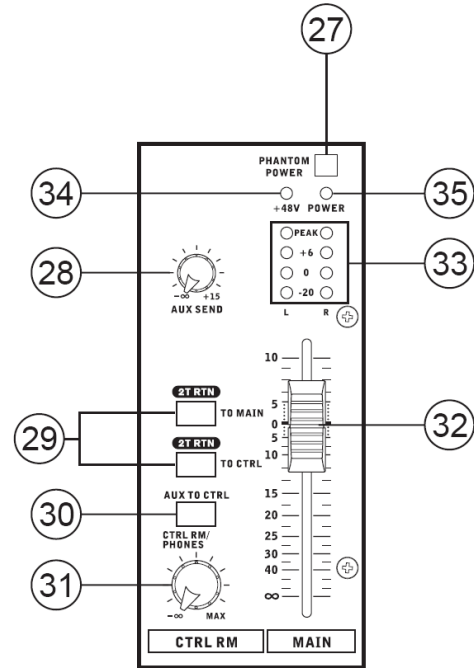 27
PHANTOM
POWER
34
35
+48V POWER
PEAK
+6
0
-20
L R
33
28
-∞ +15
AUX SEND
10
5
0
5
10
15
20
25
30
40
∞
32
2T RTN
TO MAIN
29
2T RTN
TO CTRL
30
AUX TO CTRL
CTRL RM/
PHONES
31
-∞ MAX
CTRL RM
MAIN